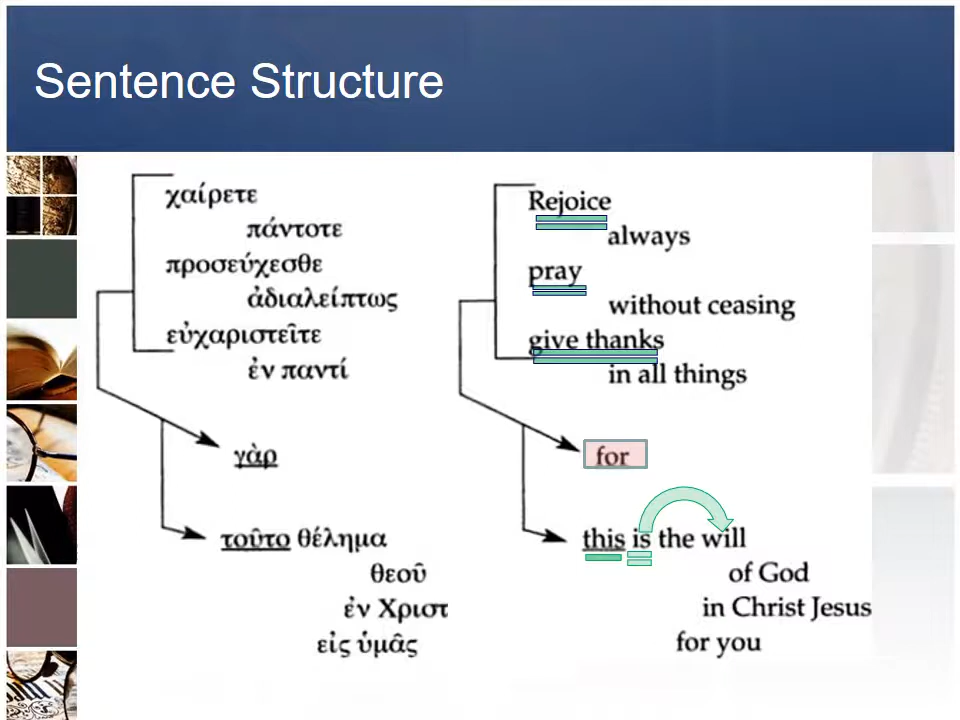 Sentence Structure
χαίρετε
πάντοτε
προσεύχεσθε
ἀδιαλείπτως
εὐχαριστεῖτε
ἐν παντί
γὰρ
τοῦτο θέλημα
θεοῦ
ἐν Χριστ
εἰς ὑμᾶς
Rejoice
always
pray
without ceasing
give thanks
in all things
for
this is the will
of God
in Christ Jesus
for you